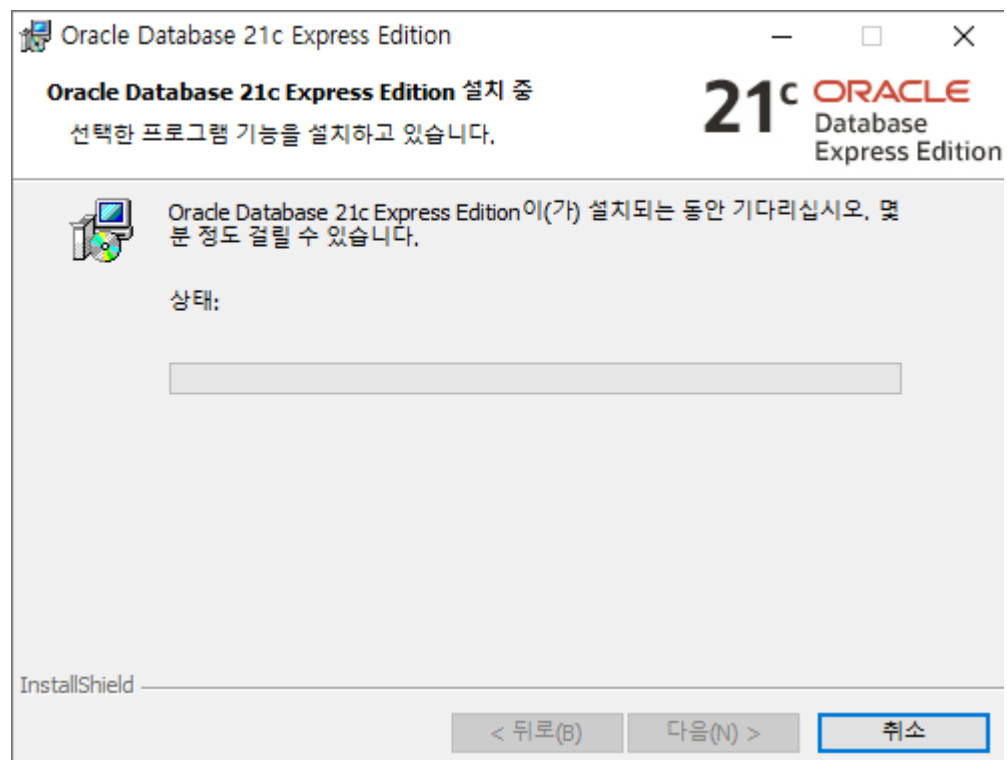 Oracle Database 21c Express Edition
Oracle Database 21c Express Edition 설치 중
선택한 프로그램 기능을 설치하고 있습니다.
21c ORACLE
Database
Express Edition
Oracle Database 21c Express Edition이(가) 설치되는 동안 기다리십시오. 몇
분 정도 걸릴 수 있습니다.
상태:
InstallShield
< 뒤로(B) 다음(N) > 취소